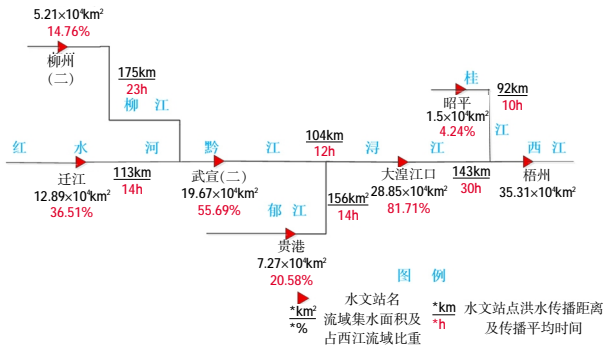 5.21×10⁴km²
14.76%
柳州
(二)
175km
23h
柳 江
桂
92km
10h
昭平
1.5×10⁴km²
4.24%
江
红 水 河
黔 江
104km
12h
浔 江
西 江
迁江
12.89×10⁴km²
36.51%
113km
14h
武宣(二)
19.67×10⁴km²
55.69%
大湟江口
28.85×10⁴km²
81.71%
143km
30h
梧州
35.31×10⁴km²
郁 江
156km²
14h
贵港
7.27×10⁴km²
20.58%
图 例
水文站名
*km²
*%
流域集水面积及
占西江流域比重
*km
*h
水文站点洪水传播距离
及传播平均时间